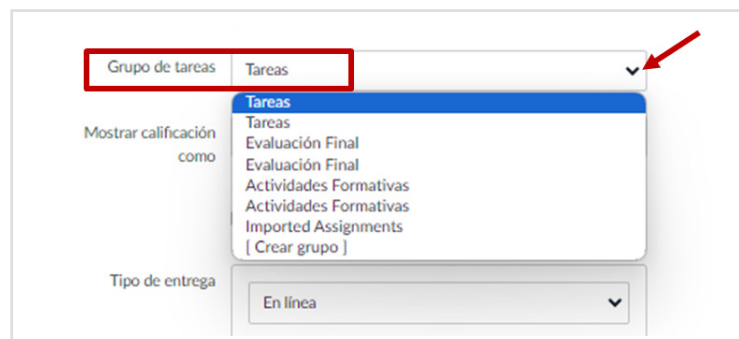 Grupo de tareas Tareas
Tareas
Tareas
Mostrar calificación
como
Evaluación Final
Evaluación Final
Actividades Formativas
Actividades Formativas
Imported Assignments
[ Crear grupo ]
Tipo de entrega
En línea